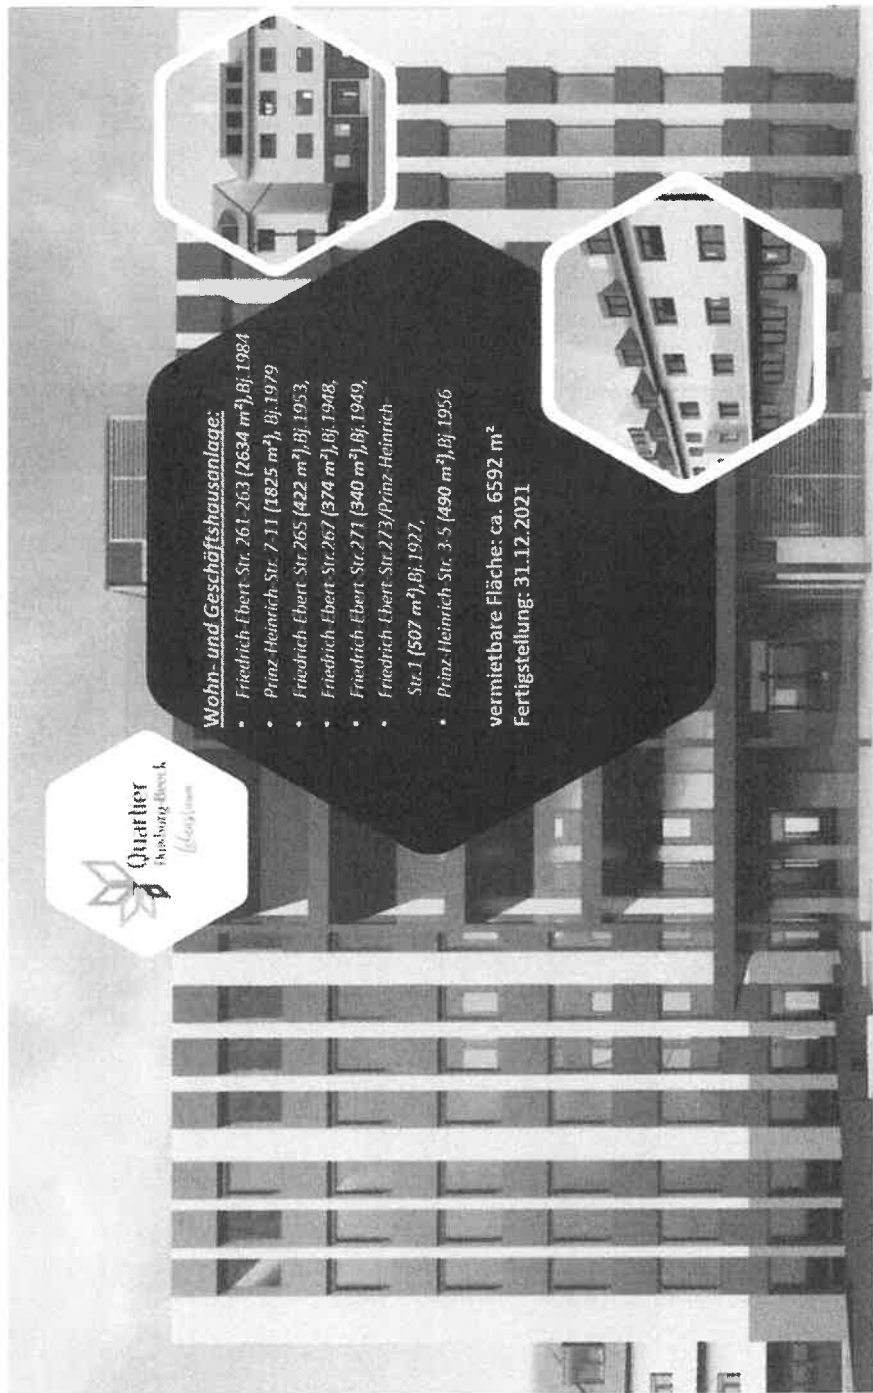 Quartier
Duisburg-Beeck
Wohn- und Geschäftshausanlage:
• Friedrich-Ebert-Str. 261-263 (2634 m²),Bj.1984
• Prinz-Heinrich-Str. 7-11 (1825 m²), Bj.1979
• Friedrich-Ebert-Str.265 (422 m²),Bj.1953,
• Friedrich-Ebert-Str.267 (374 m²),Bj.1948,
• Friedrich-Ebert-Str.271 (340 m²),Bj.1949,
• Friedrich-Ebert-Str.273/Prinz-Heinrich
Str.1 (507 m²),Bj.1927,
• Prinz-Heinrich-Str. 3-5 (490 m²),Bj.1956
vermietbare Fläche: ca. 6592 m²
Fertigstellung: 31.12.2021